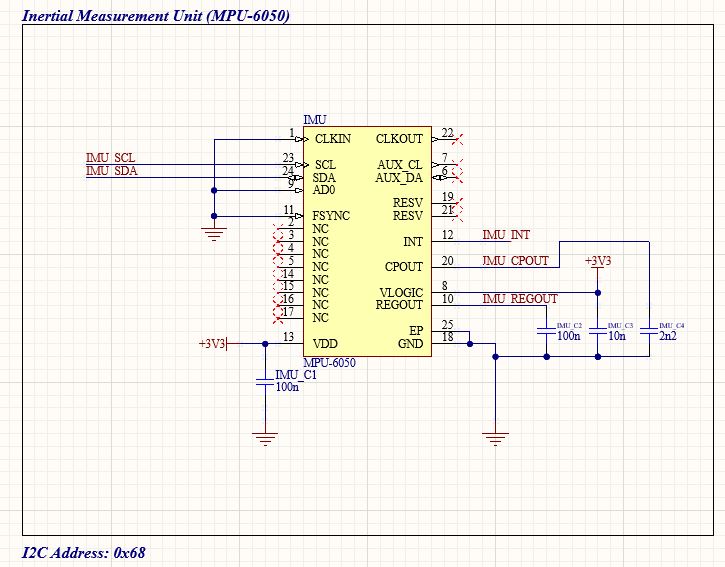 Inertial Measurement Unit (MPU-6050)
IMU
1 CLKIN CLKOUT 22
IMU_SCL 23 SCL AUX_CL 7
IMU_SDA 24 SDA AUX_DA 6
9 AD0
RESV 19
11 FSYNC RESV 21
2 NC
3 NC INT 12 IMU_INT
4 NC
5 NC CPOUT 20 IMU_CPOUT +3V3
14 NC
15 NC VLOGIC 8
16 NC REGOUT 10 IMU_REGOUT
17 NC
IMU_C2 IMU_C3 IMU_C4
EP 25
100n 10n 2n2
+3V3 13 VDD GND 18
MPU-6050
IMU_C1
100n
I2C Address: 0x68